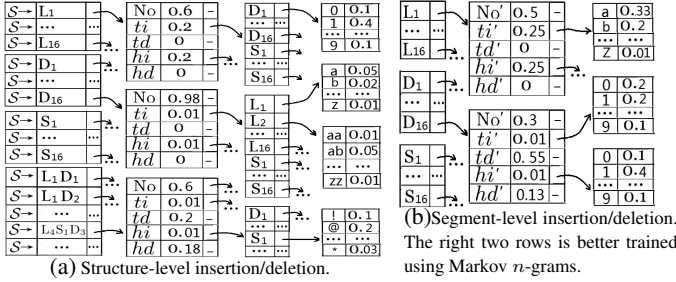 S→ L1
S→ ... ...
S→ L16 ...
S→ D1
S→ ... ...
S→ D16
S→ S1
S→ ... ...
S→ S16 ...
S→ L1D1
S→ L1D2 ...
S→ ... ...
S→ ... ...
S→ L4S1D3
No 0.6 –
ti 0.2
td 0 –
hi 0.2 ...
hd 0 –
No 0.98 –
ti 0.01
td 0 –
hi 0.01 ...
hd 0 –
No 0.6 –
ti 0.01 ...
td 0.2 –
hi 0.01
hd 0.18 –
D1
... ...
D16 ...
S1
... ...
S16
L1
L2
... ...
L16 ...
S1
... ...
S16 ...
D1 ...
... ...
S1
... ...
0 0.1
1 0.4
... ...
9 0.1
a 0.05
b 0.02
... ...
z 0.01
aa 0.01
ab 0.05
... ...
zz 0.01
! 0.1
@ 0.2
... ...
* 0.03
(a) Structure-level insertion/deletion.
L1
... ...
L16 ...
D1 ...
... ...
D16
S1 ...
... ...
S16 ...
No' 0.5 –
ti' 0.25
td' 0 –
hi' 0.25 ...
hd' 0 –
No' 0.3 –
ti' 0.01
td' 0.55 –
hi' 0.01
hd' 0.13 –
a 0.33
b 0.2
... ...
Z 0.01
0 0.2
1 0.2
... ...
9 0.1
0 0.1
1 0.4
... ...
9 0.1
(b)Segment-level insertion/deletion.
The right two rows is better trained
using Markov n-grams.